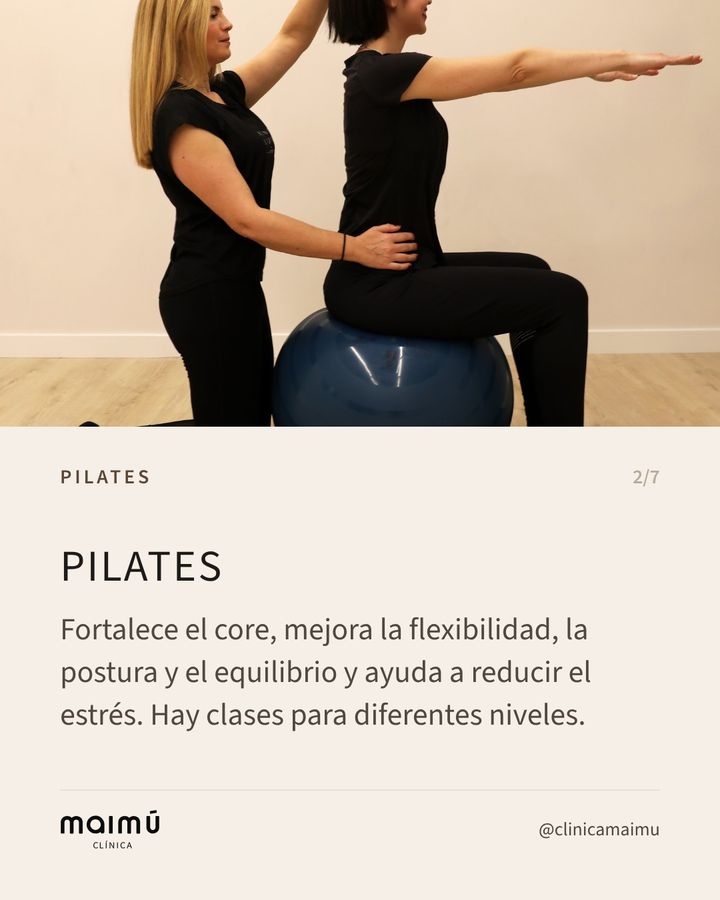 PILATES
2/7
PILATES
Fortalece el core, mejora la flexibilidad, la
postura y el equilibrio y ayuda a reducir el
estrés. Hay clases para diferentes niveles.
maimú
CLÍNICA
@clinicamaimu